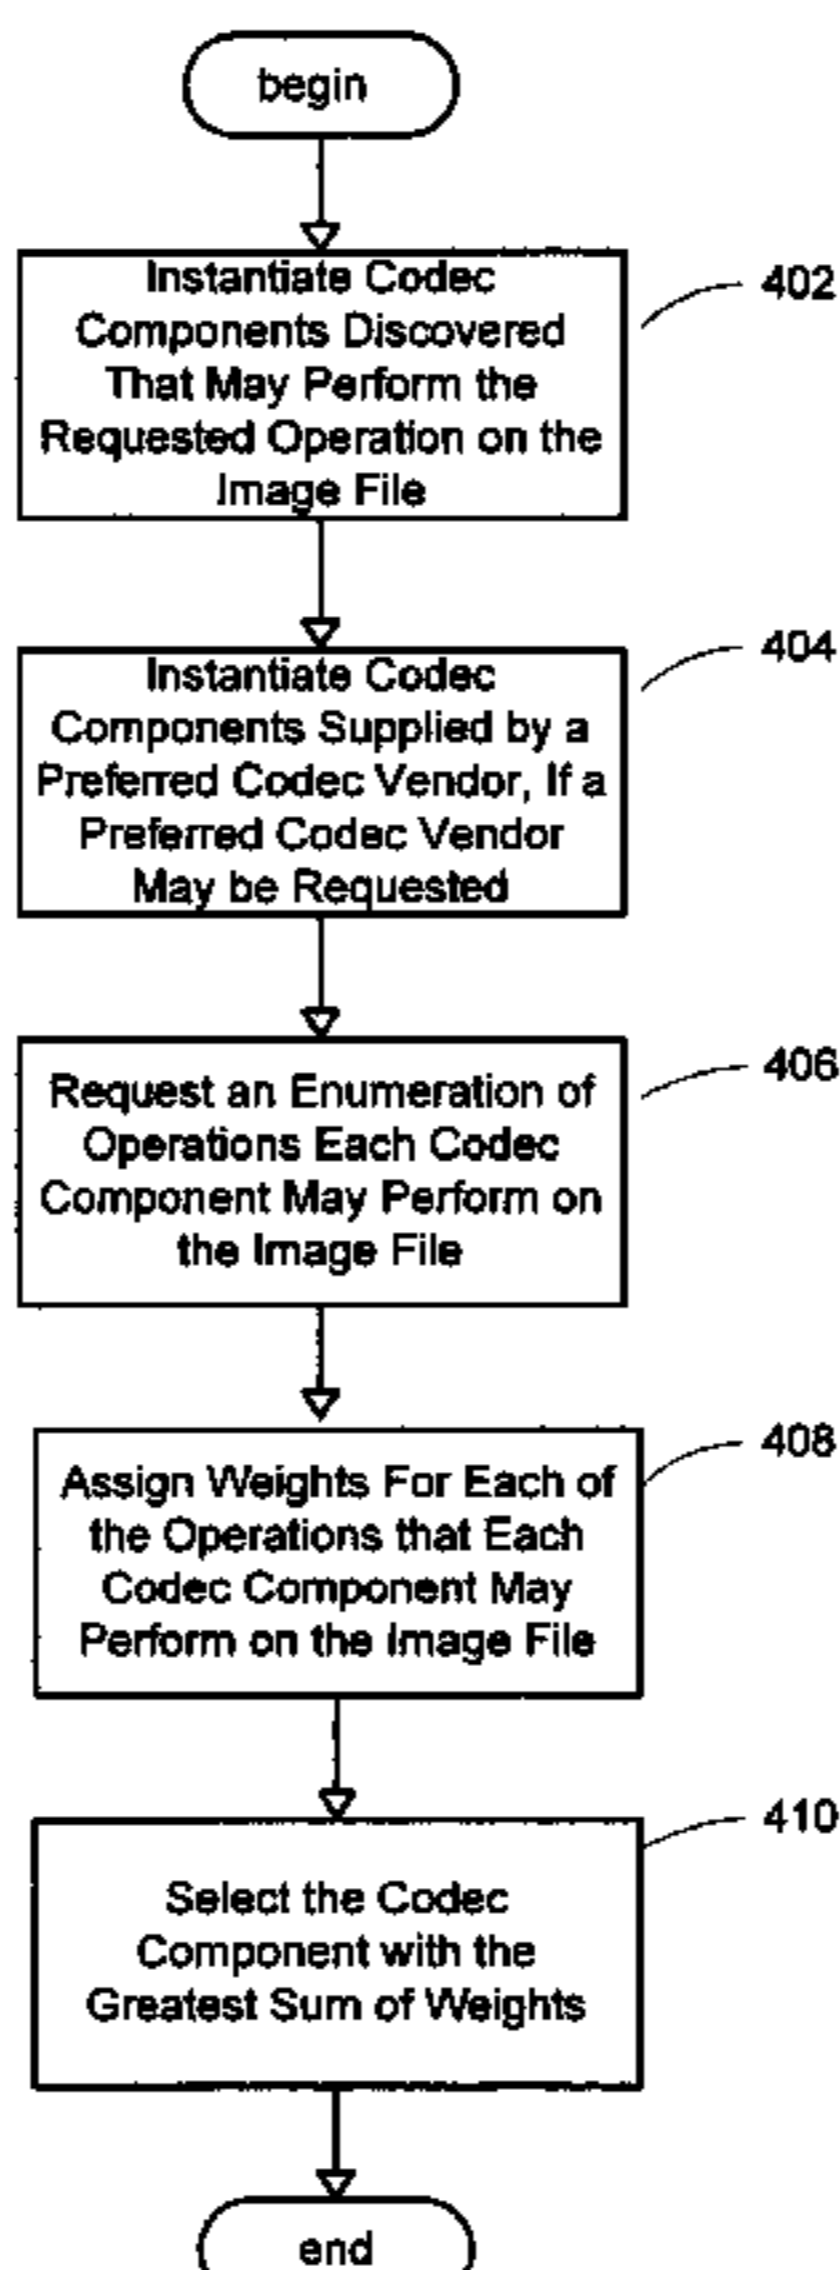 begin
Instantiate Codec
Components Discovered
That May Perform the
Requested Operation on the
Image File
402
Instantiate Codec
Components Supplied by a
Preferred Codec Vendor, If a
Preferred Codec Vendor
May be Requested
404
Request an Enumeration of
Operations Each Codec
Component May Perform on
the Image File
406
Assign Weights For Each of
the Operations that Each
Codec Component May
Perform on the Image File
408
Select the Codec
Component with the
Greatest Sum of Weights
410
end